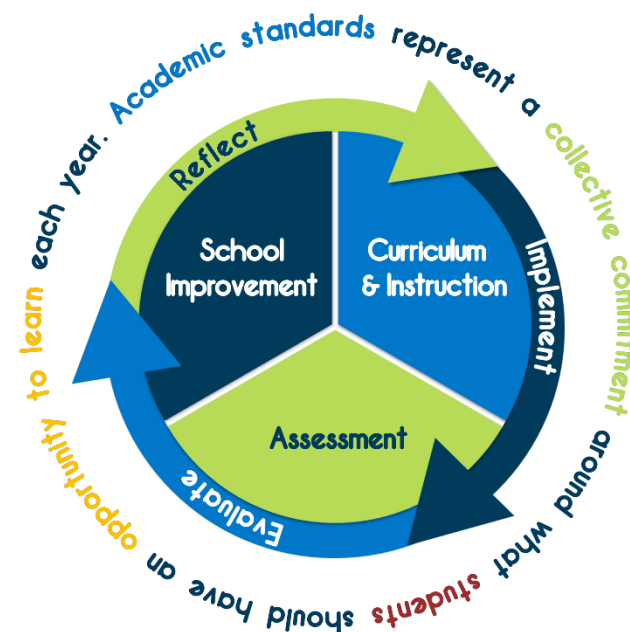 Academic standards represent a collective commitment around what students should have an opportunity to learn each year.
Reflect
Implement
Evaluate
School
Improvement
Curriculum
& Instruction
Assessment